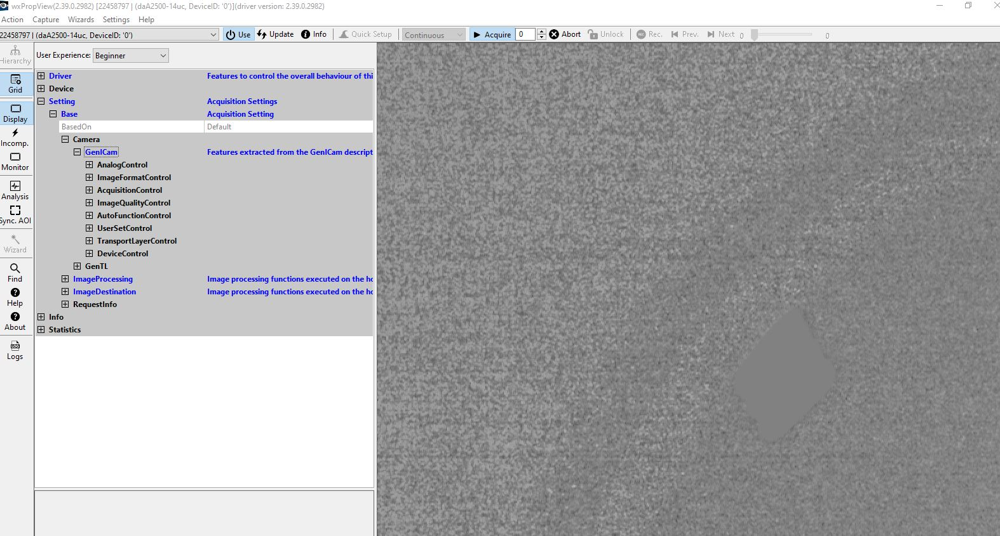 wxPropView(2.39.0.2982) [22458797 | (daA2500-14uc, DeviceID: '0')](driver version: 2.39.0.2982)
Action Capture Wizards Settings Help
22458797 | (daA2500-14uc, DeviceID: '0') Use Update Info Quick Setup Continuous Acquire 0 Abort Unlock Rec. Prev. Next 0 0
Hierarchy
Grid
Display
Incomp.
Monitor
Analysis
Sync. AOI
Wizard
Find
Help
About
Logs
User Experience: Beginner
Driver Features to control the overall behaviour of thi
Device
Setting Acquisition Settings
Base Acquisition Setting
BasedOn Default
Camera
GenICam Features extracted from the GenICam descript
AnalogControl
ImageFormatControl
AcquisitionControl
ImageQualityControl
AutoFunctionControl
UserSetControl
TransportLayerControl
DeviceControl
GenTL
ImageProcessing Image processing functions executed on the ho
ImageDestination Image processing functions executed on the ho
RequestInfo
Info
Statistics